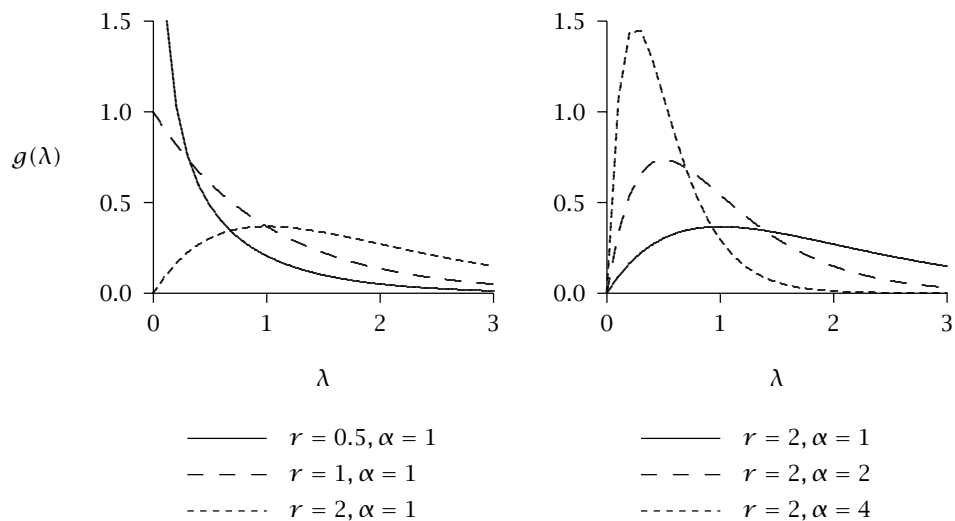 1.5 1.5
1.0 1.0
g(λ)
0.5 0.5
0.0 0.0
0 1 2 3 0 1 2 3
λ λ
r = 0.5, α = 1 r = 2, α = 1
r = 1, α = 1 r = 2, α = 2
r = 2, α = 1 r = 2, α = 4